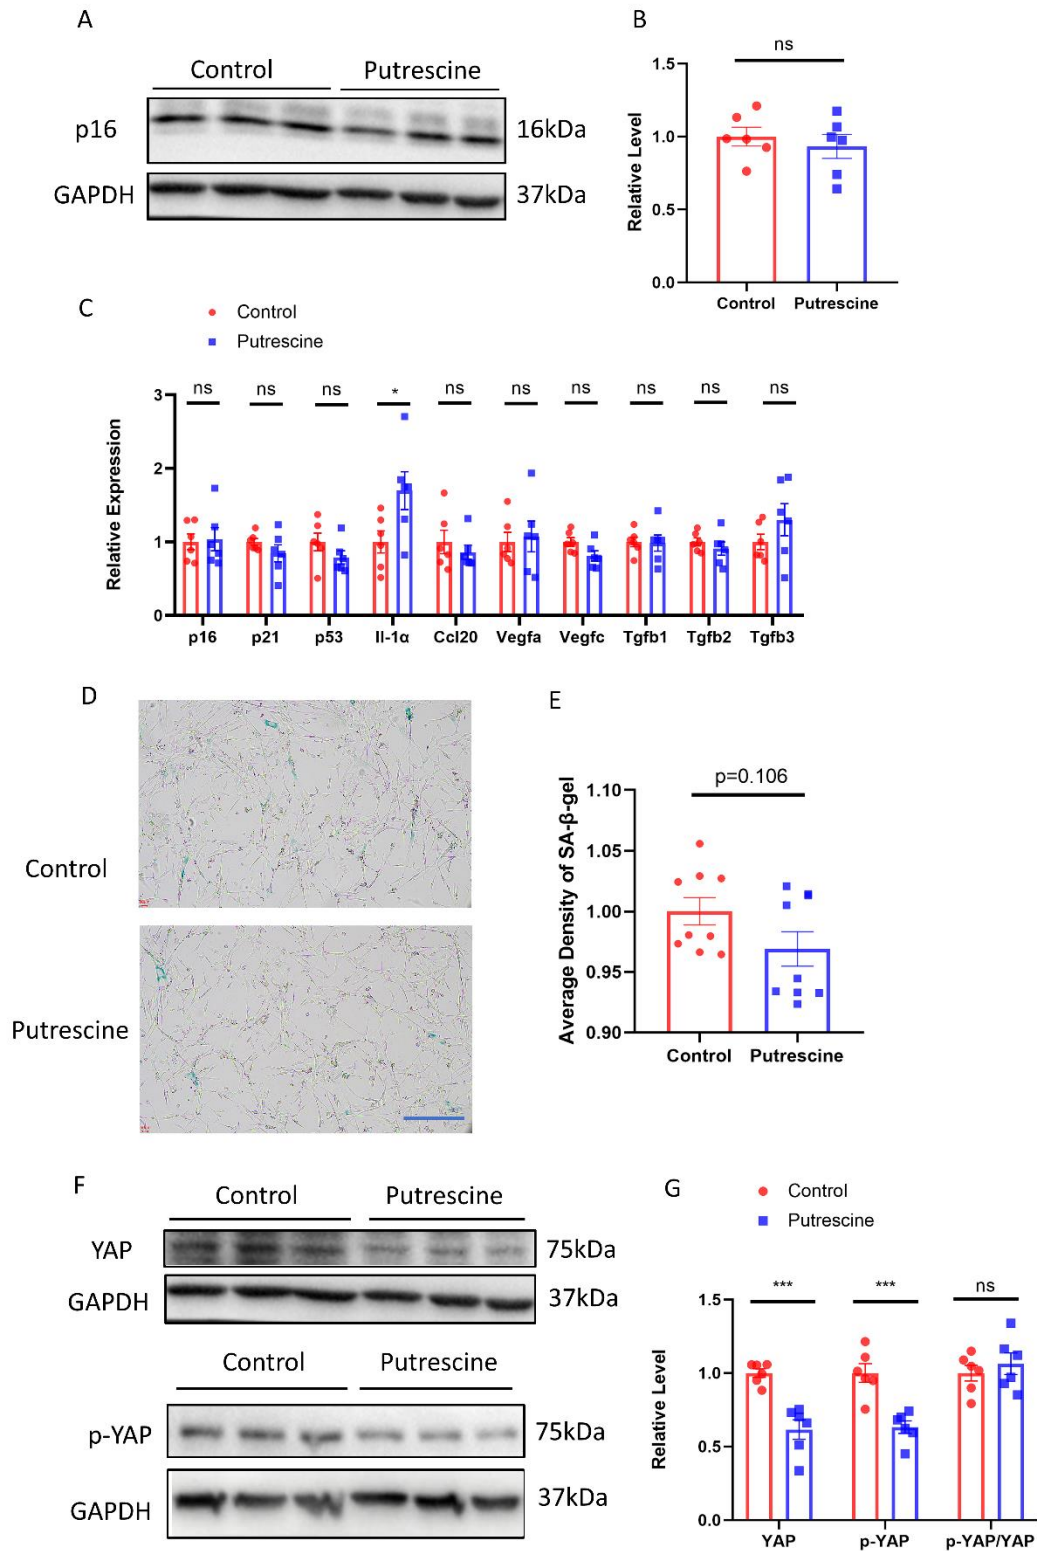 A
Control Putrescine
p16 16kDa
GAPDH 37kDa
B
ns
Relative Level
1.5
1.0
0.5
0.0
Control Putrescine
C
Control
Putrescine
Relative Expression
3
2
1
0
ns ns ns * ns ns ns ns ns ns
p16 p21 p53 Il-1α Ccl20 Vegfa Vegfc Tgfb1 Tgfb2 Tgfb3
D
Control
Putrescine
E
p=0.106
Average Density of SA-β-gel
1.10
1.05
1.00
0.95
0.90
Control Putrescine
F
Control Putrescine
YAP 75kDa
GAPDH 37kDa
Control Putrescine
p-YAP 75kDa
GAPDH 37kDa
G
Control
Putrescine
*** *** ns
Relative Level
1.5
1.0
0.5
0.0
YAP p-YAP p-YAP/YAP